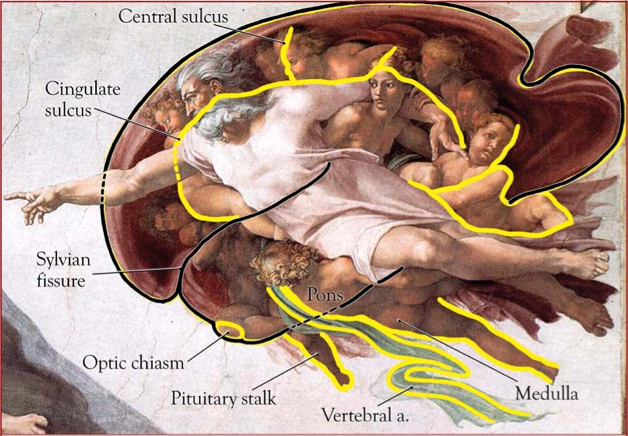 Central sulcus
Cingulate
sulcus
Sylvian
fissure
Pons
Optic chiasm
Pituitary stalk
Vertebral a.
Medulla